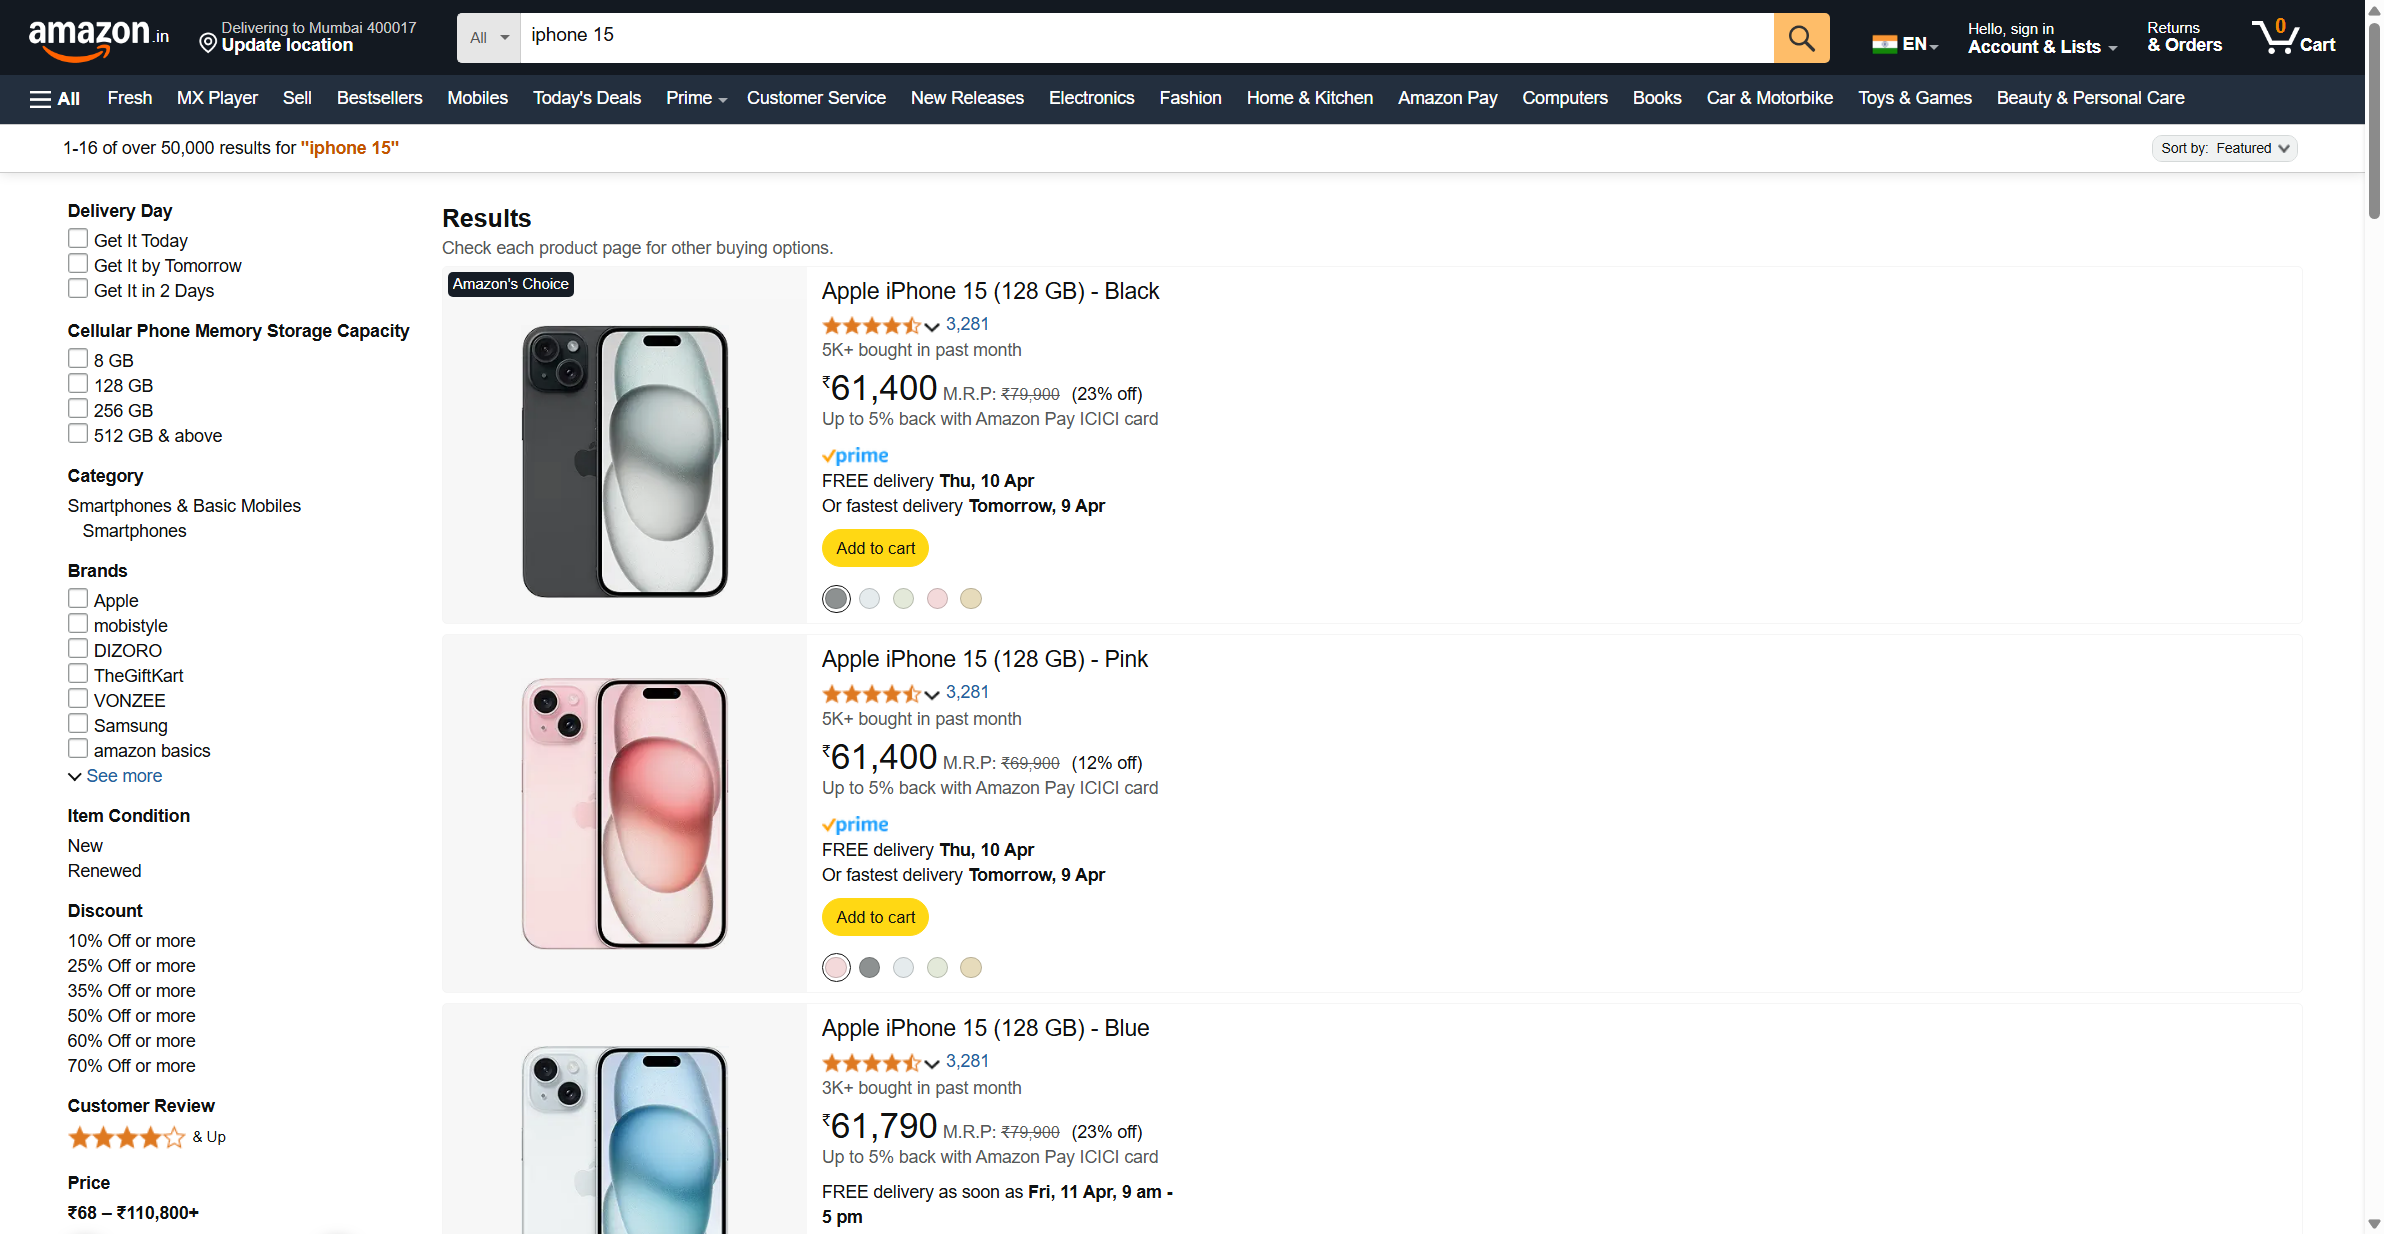 amazon.in
Delivering to Mumbai 400017
Update location
All
iphone 15
EN
Hello, sign in
Account & Lists
Returns
& Orders
0
Cart
All Fresh MX Player Sell Bestsellers Mobiles Today's Deals Prime Customer Service New Releases Electronics Fashion Home & Kitchen Amazon Pay Computers Books Car & Motorbike Toys & Games Beauty & Personal Care
1-16 of over 50,000 results for "iphone 15"
Sort by: Featured
Delivery Day
Get It Today
Get It by Tomorrow
Get It in 2 Days
Cellular Phone Memory Storage Capacity
8 GB
128 GB
256 GB
512 GB & above
Category
Smartphones & Basic Mobiles
Smartphones
Brands
Apple
mobistyle
DIZORO
TheGiftKart
VONZEE
Samsung
amazon basics
See more
Item Condition
New
Renewed
Discount
10% Off or more
25% Off or more
35% Off or more
50% Off or more
60% Off or more
70% Off or more
Customer Review
& Up
Price
₹68 – ₹110,800+
Results
Check each product page for other buying options.
Amazon's Choice
Apple iPhone 15 (128 GB) - Black
3,281
5K+ bought in past month
₹61,400 M.R.P: ₹79,900 (23% off)
Up to 5% back with Amazon Pay ICICI card
prime
FREE delivery Thu, 10 Apr
Or fastest delivery Tomorrow, 9 Apr
Add to cart
Apple iPhone 15 (128 GB) - Pink
3,281
5K+ bought in past month
₹61,400 M.R.P: ₹69,900 (12% off)
Up to 5% back with Amazon Pay ICICI card
prime
FREE delivery Thu, 10 Apr
Or fastest delivery Tomorrow, 9 Apr
Add to cart
Apple iPhone 15 (128 GB) - Blue
3,281
3K+ bought in past month
₹61,790 M.R.P: ₹79,900 (23% off)
Up to 5% back with Amazon Pay ICICI card
FREE delivery as soon as Fri, 11 Apr, 9 am -
5 pm